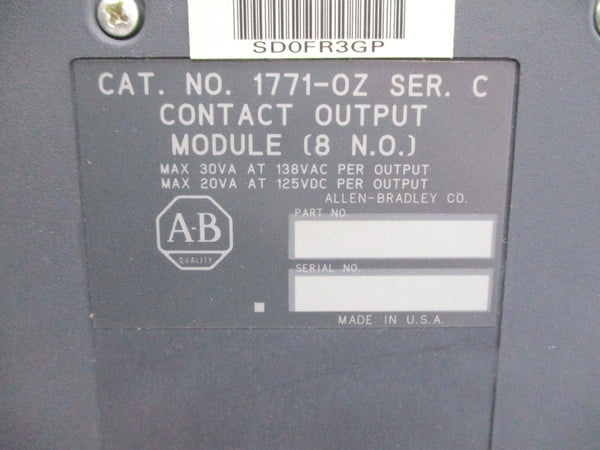 SD0FR3GP
CAT. NO. 1771-OZ SER. C
CONTACT OUTPUT
MODULE (8 N.O.)
MAX 30VA AT 138VAC PER OUTPUT
MAX 20VA AT 125VDC PER OUTPUT
ALLEN-BRADLEY CO.
PART NO.
A-B
QUALITY
SERIAL NO.
MADE IN U.S.A.